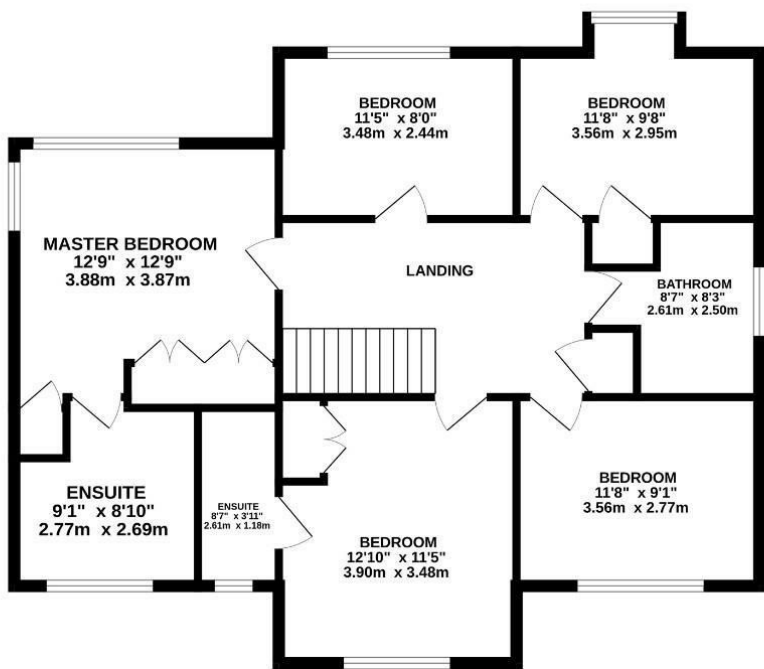 BEDROOM
11'5" x 8'0"
3.48m x 2.44m
BEDROOM
11'8" x 9'8"
3.56m x 2.95m
MASTER BEDROOM
12'9" x 12'9"
3.88m x 3.87m
LANDING
BATHROOM
8'7" x 8'3"
2.61m x 2.50m
ENSUITE
9'1" x 8'10"
2.77m x 2.69m
ENSUITE
8'7" x 3'11"
2.61m x 1.18m
BEDROOM
12'10" x 11'5"
3.90m x 3.48m
BEDROOM
11'8" x 9'1"
3.56m x 2.77m